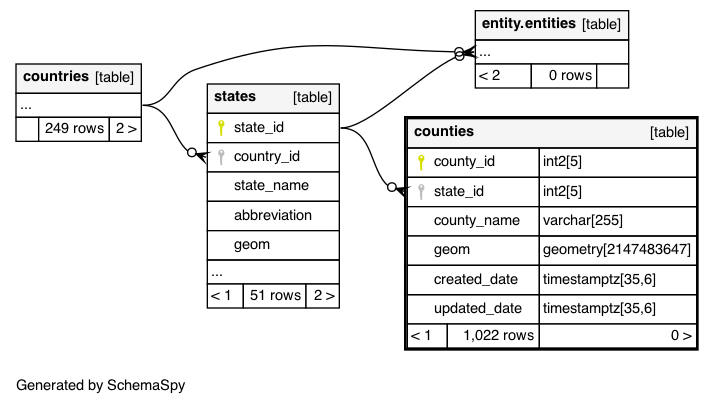 entity.entities [table]
...
< 2 0 rows
countries [table]
...
249 rows 2 >
states [table]
state_id
country_id
state_name
abbreviation
geom
...
< 1 51 rows 2 >
counties [table]
county_id int2[5]
state_id int2[5]
county_name varchar[255]
geom geometry[2147483647]
created_date timestamptz[35,6]
updated_date timestamptz[35,6]
< 1 1,022 rows 0 >
Generated by SchemaSpy